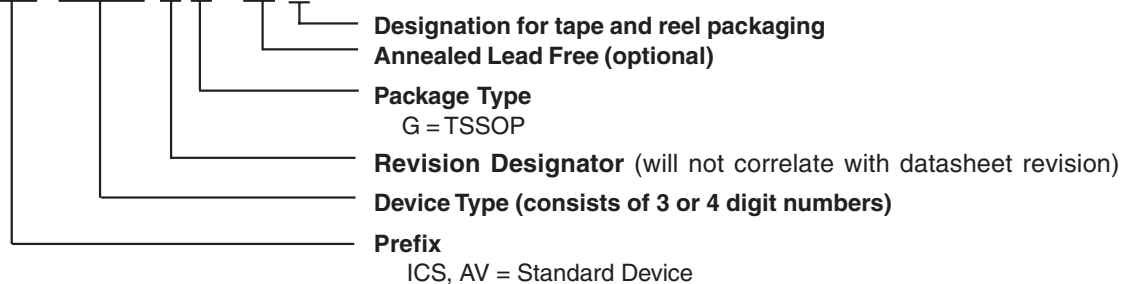 Designation for tape and reel packaging
Annealed Lead Free (optional)
Package Type
G = TSSOP
Revision Designator (will not correlate with datasheet revision)
Device Type (consists of 3 or 4 digit numbers)
Prefix
ICS, AV = Standard Device